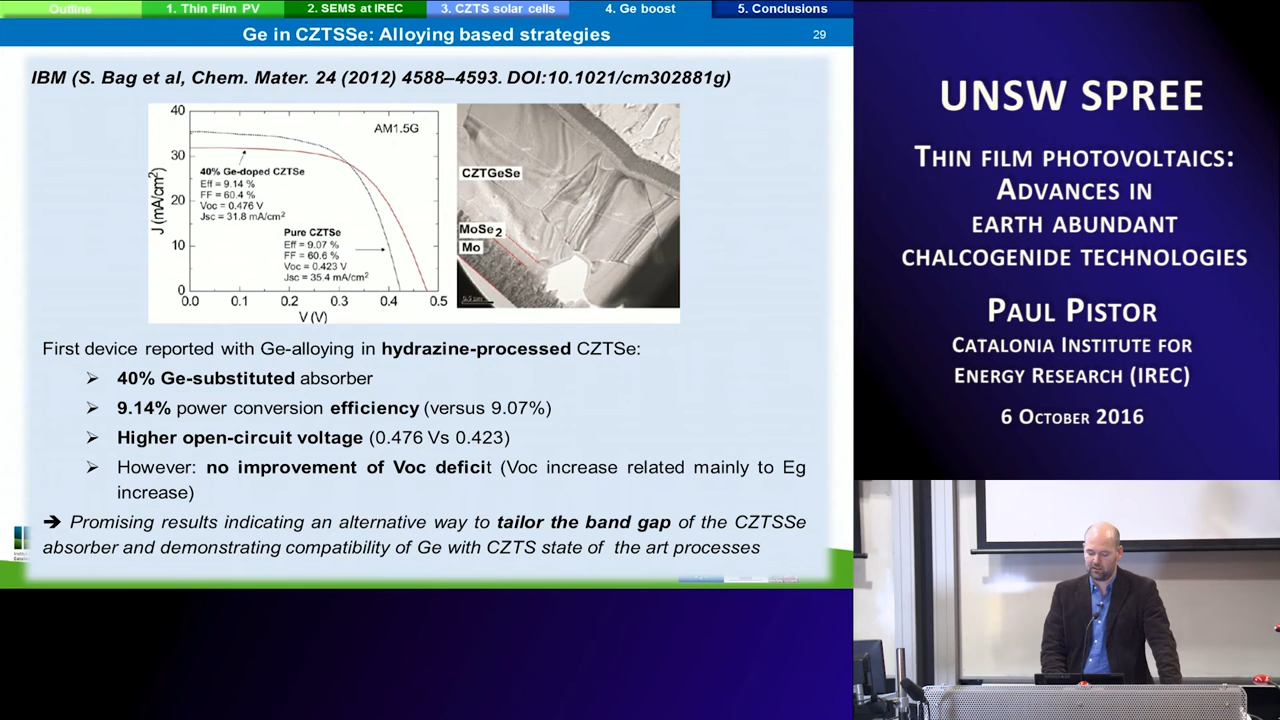 Outline
1. Thin Film PV
2. SEMS at IREC
3. CZTS solar cells
4. Ge boost
5. Conclusions
Ge in CZTSSe: Alloying based strategies
29
IBM (S. Bag et al, Chem. Mater. 24 (2012) 4588–4593. DOI:10.1021/cm302881g)
40
30
20
10
0
J (mA/cm²)
AM1.5G
40% Ge-doped CZTSe
Eff = 9.14 %
FF = 60.4 %
Voc = 0.476 V
Jsc = 31.8 mA/cm²
Pure CZTSe
Eff = 9.07 %
FF = 60.6 %
Voc = 0.423 V
Jsc = 35.4 mA/cm²
0.0 0.1 0.2 0.3 0.4 0.5
V (V)
CZTGeSe
MoSe₂
Mo
First device reported with Ge-alloying in hydrazine-processed CZTSe:
➢ 40% Ge-substituted absorber
➢ 9.14% power conversion efficiency (versus 9.07%)
➢ Higher open-circuit voltage (0.476 Vs 0.423)
➢ However: no improvement of Voc deficit (Voc increase related mainly to Eg
increase)
➔ Promising results indicating an alternative way to tailor the band gap of the CZTSSe
absorber and demonstrating compatibility of Ge with CZTS state of the art processes
UNSW SPREE
THIN FILM PHOTOVOLTAICS:
ADVANCES IN
EARTH ABUNDANT
CHALCOGENIDE TECHNOLOGIES
PAUL PISTOR
CATALONIA INSTITUTE FOR
ENERGY RESEARCH (IREC)
6 OCTOBER 2016